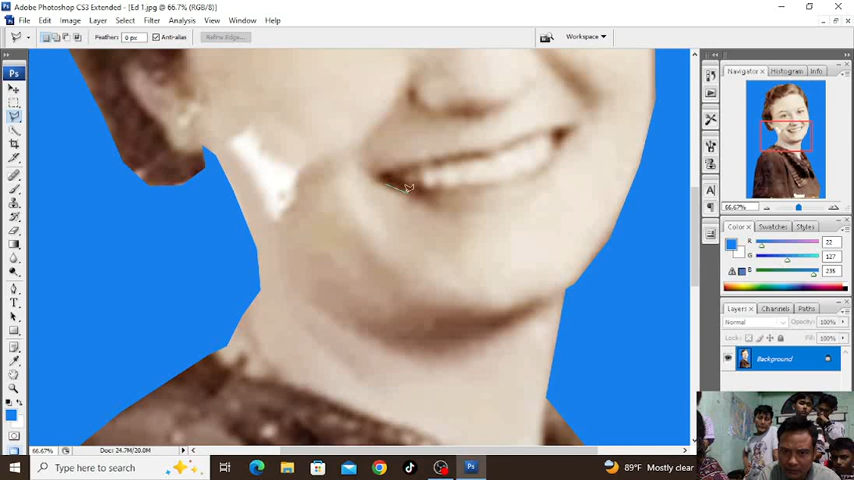 Adobe Photoshop CS3 Extended - [Ed 1.jpg @ 66.7% (RGB/8)]
File Edit Image Layer Select Filter Analysis View Window Help
Feather: 0 px Anti-alias Refine Edge... Workspace
Ps
Navigator Histogram Info
66.67%
Color Swatches Styles
R 22
G 127
B 235
Layers Channels Paths
Normal Opacity: 100%
Lock: Fill: 100%
Background
66.67% Doc: 24.7M/20.0M
Type here to search
89°F Mostly clear